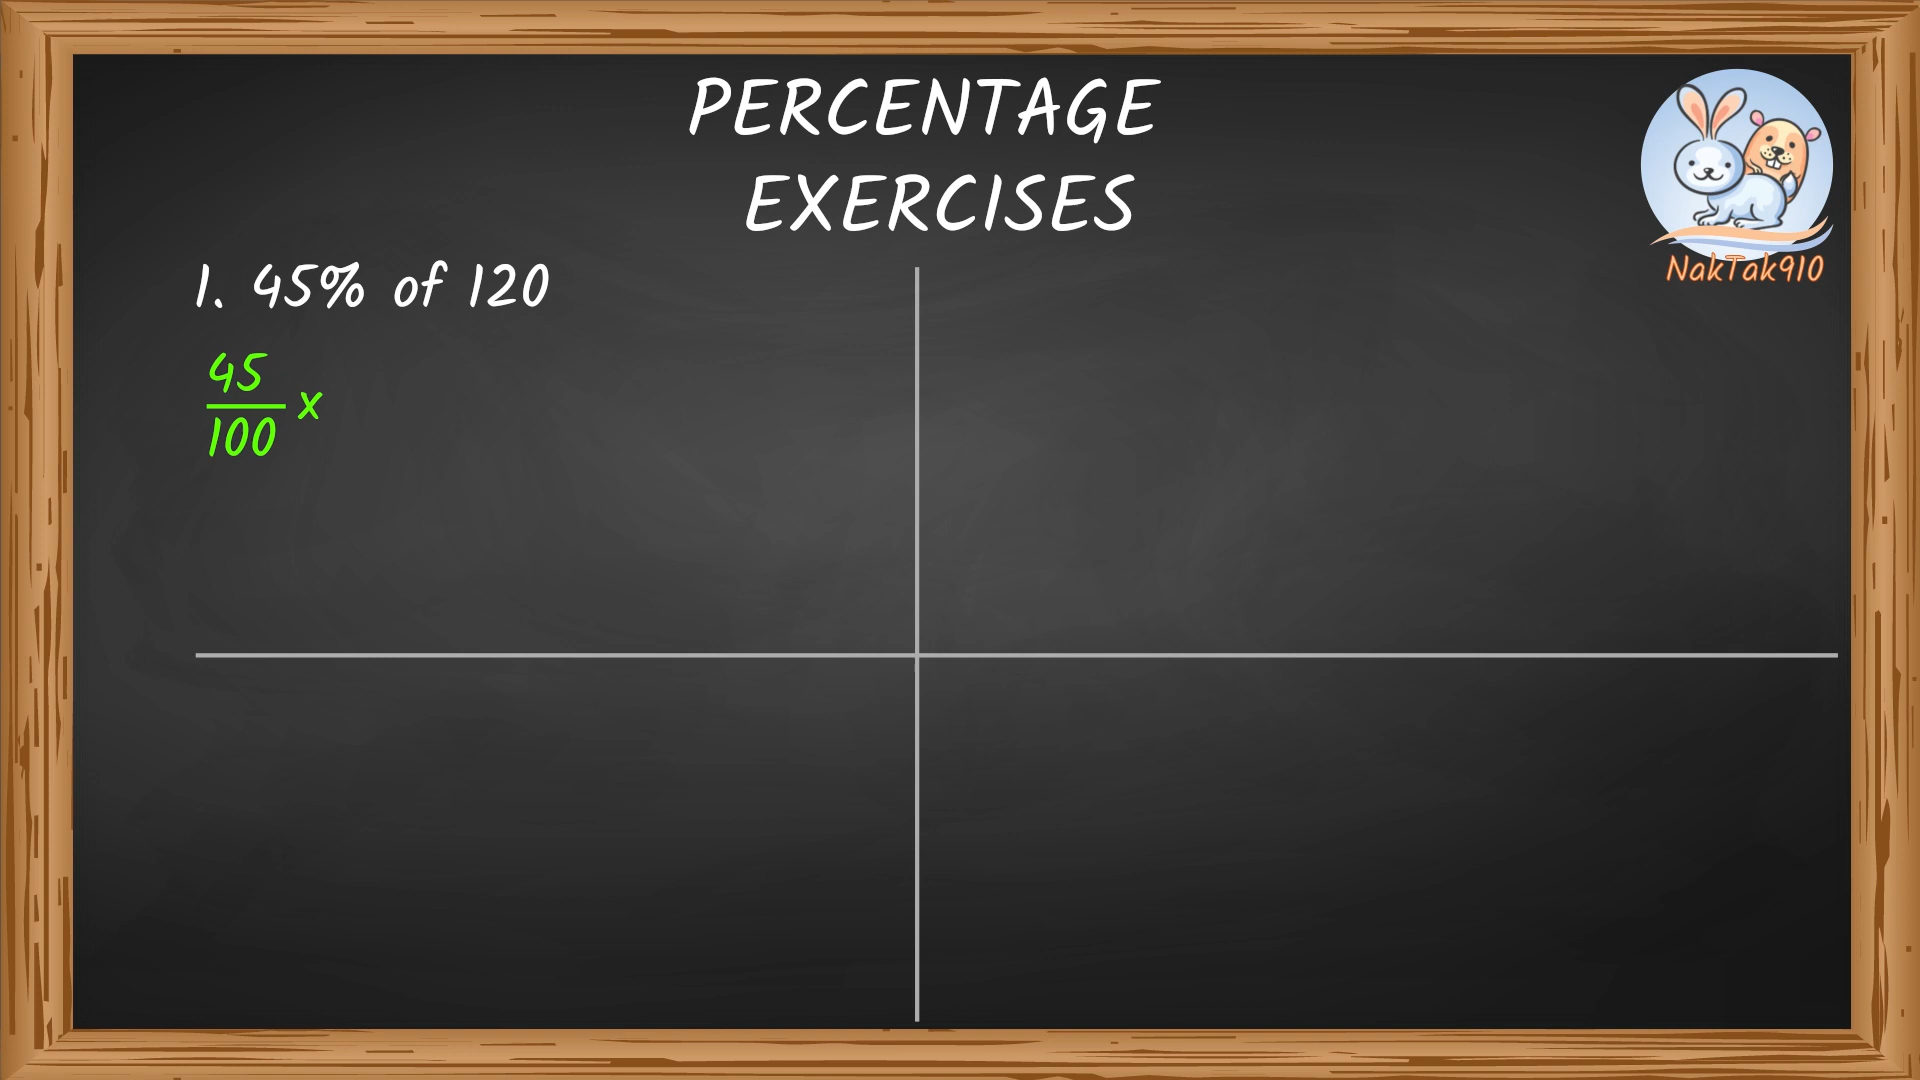 PERCENTAGE
EXERCISES
NakTak910
1. 45% of 120
45
100 x